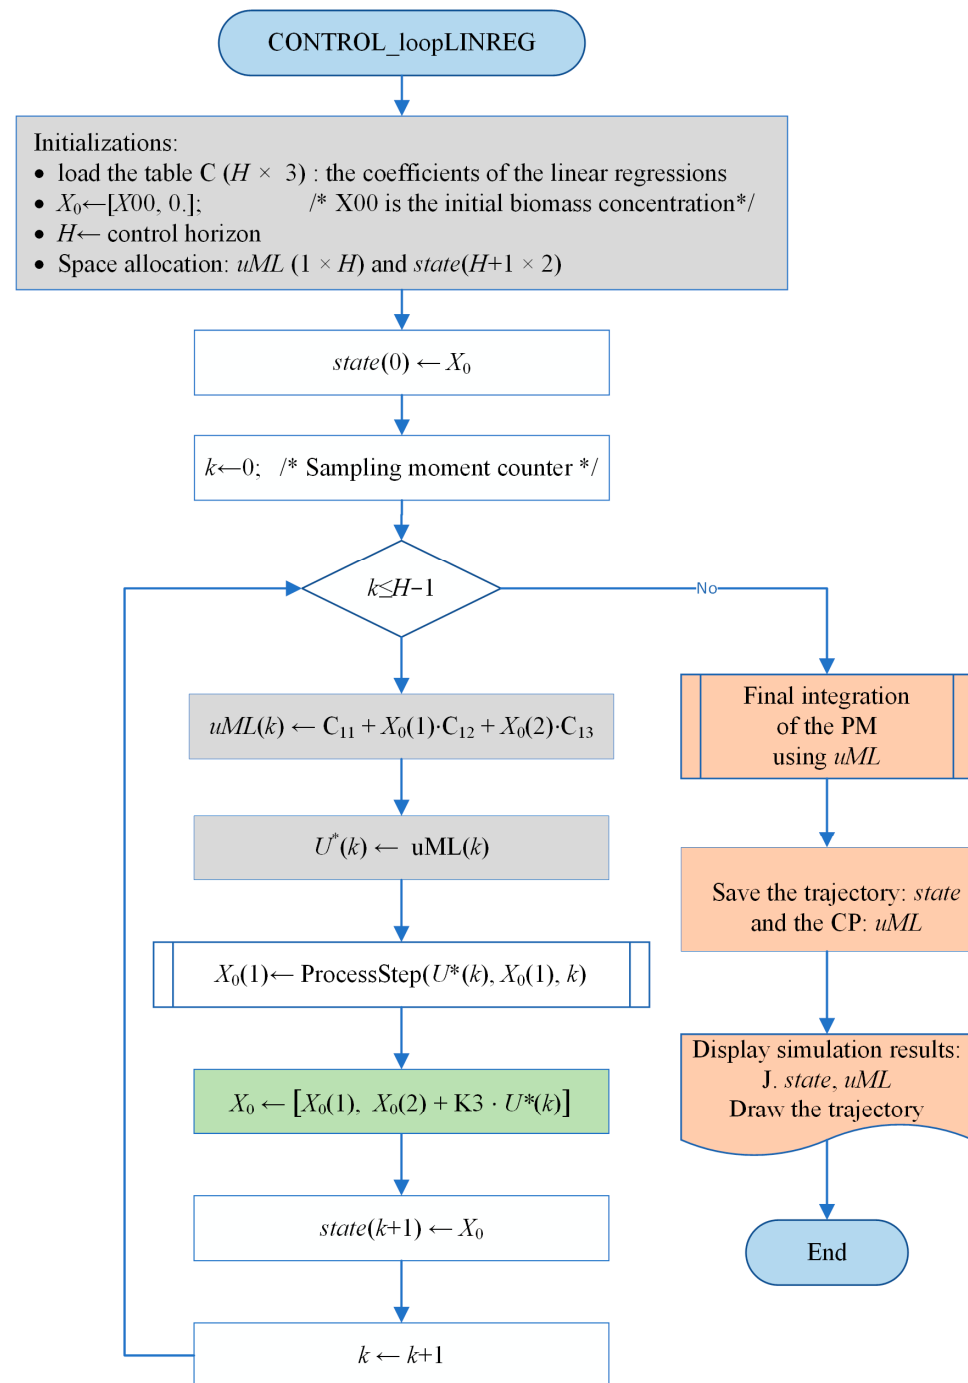 CONTROL_loopLINREG
Initializations:
• load the table C (H × 3) : the coefficients of the linear regressions
• X₀←[X00, 0.]; /* X00 is the initial biomass concentration*/
• H← control horizon
• Space allocation: uML (1 × H) and state(H+1 × 2)
state(0) ← X₀
k←0; /* Sampling moment counter */
k≤H−1
No
uML(k) ← C₁₁ + X₀(1)·C₁₂ + X₀(2)·C₁₃
U*(k) ← uML(k)
X₀(1)←ProcessStep(U*(k), X₀(1), k)
X₀ ← [X₀(1), X₀(2) + K3 · U*(k)]
state(k+1) ← X₀
k ← k+1
Final integration
of the PM
using uML
Save the trajectory: state
and the CP: uML
Display simulation results:
J. state, uML
Draw the trajectory
End